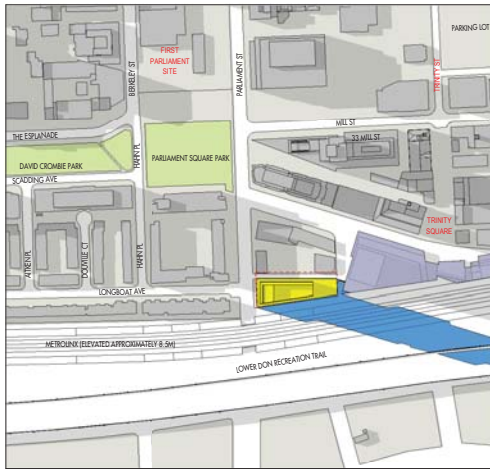 PARKING LOT
BERKELEY ST
FIRST
PARLIAMENT
SITE
PARLIAMENT ST
TRINITY ST
MILL ST
THE ESPLANADE
33 MILL ST
HAHN PL
PARLIAMENT SQUARE PARK
DAVID CROMBIE PARK
SCADDING AVE
TRINITY
SQUARE
AITKEN PL
DOUVILLE CT
HAHN PL
LONGBOAT AVE
METROLINX (ELEVATED APPROXIMATELY 8.5M)
LOWER DON RECREATION TRAIL